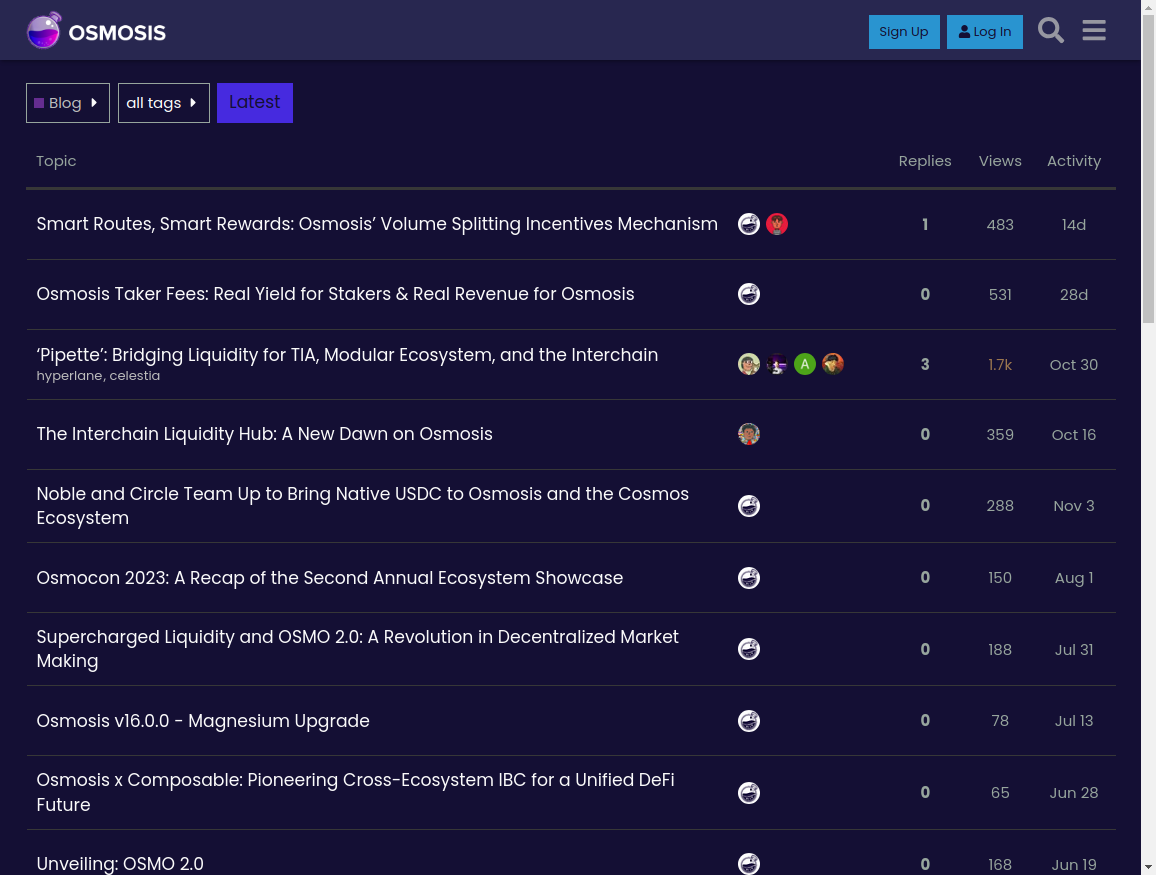 OSMOSIS
Sign Up
Log In
Blog
all tags
Latest
Topic
Replies
Views
Activity
Smart Routes, Smart Rewards: Osmosis’ Volume Splitting Incentives Mechanism
1
483
14d
Osmosis Taker Fees: Real Yield for Stakers & Real Revenue for Osmosis
0
531
28d
‘Pipette’: Bridging Liquidity for TIA, Modular Ecosystem, and the Interchain
hyperlane, celestia
A
3
1.7k
Oct 30
The Interchain Liquidity Hub: A New Dawn on Osmosis
0
359
Oct 16
Noble and Circle Team Up to Bring Native USDC to Osmosis and the Cosmos
Ecosystem
0
288
Nov 3
Osmocon 2023: A Recap of the Second Annual Ecosystem Showcase
0
150
Aug 1
Supercharged Liquidity and OSMO 2.0: A Revolution in Decentralized Market
Making
0
188
Jul 31
Osmosis v16.0.0 - Magnesium Upgrade
0
78
Jul 13
Osmosis x Composable: Pioneering Cross-Ecosystem IBC for a Unified DeFi
Future
0
65
Jun 28
Unveiling: OSMO 2.0
0
168
Jun 19